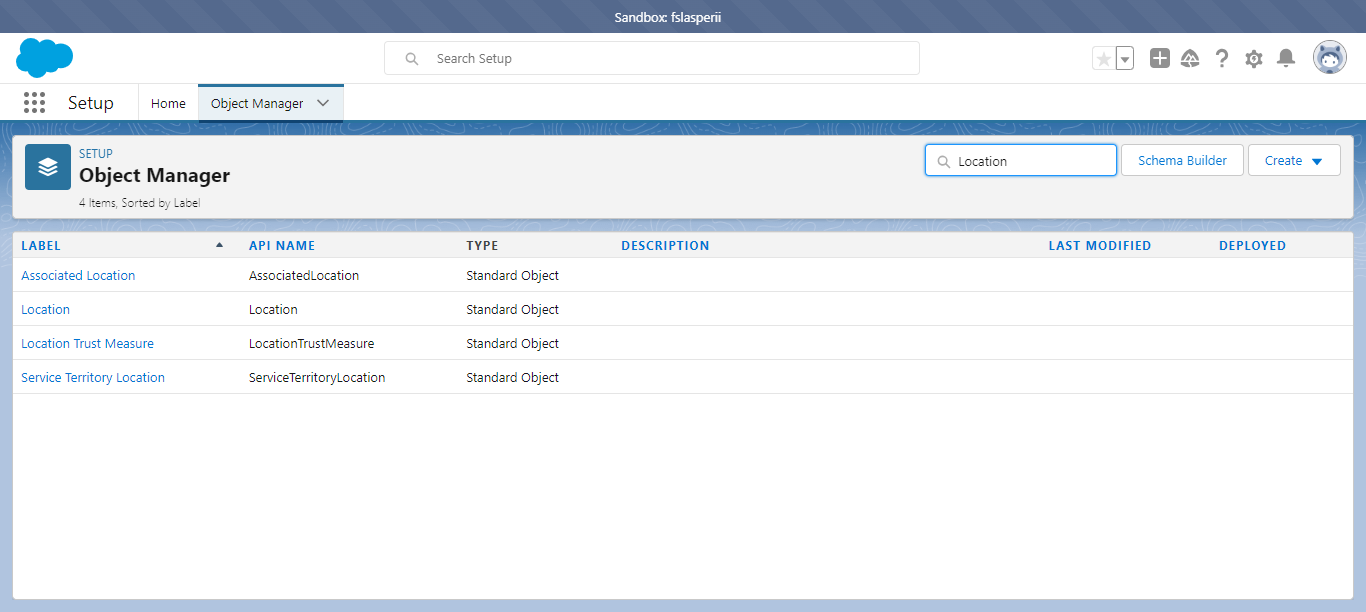 Sandbox: fslasperii
Search Setup
Setup Home Object Manager
SETUP
Object Manager
4 Items, Sorted by Label
Location Schema Builder Create
LABEL API NAME TYPE DESCRIPTION LAST MODIFIED DEPLOYED
Associated Location AssociatedLocation Standard Object
Location Location Standard Object
Location Trust Measure LocationTrustMeasure Standard Object
Service Territory Location ServiceTerritoryLocation Standard Object